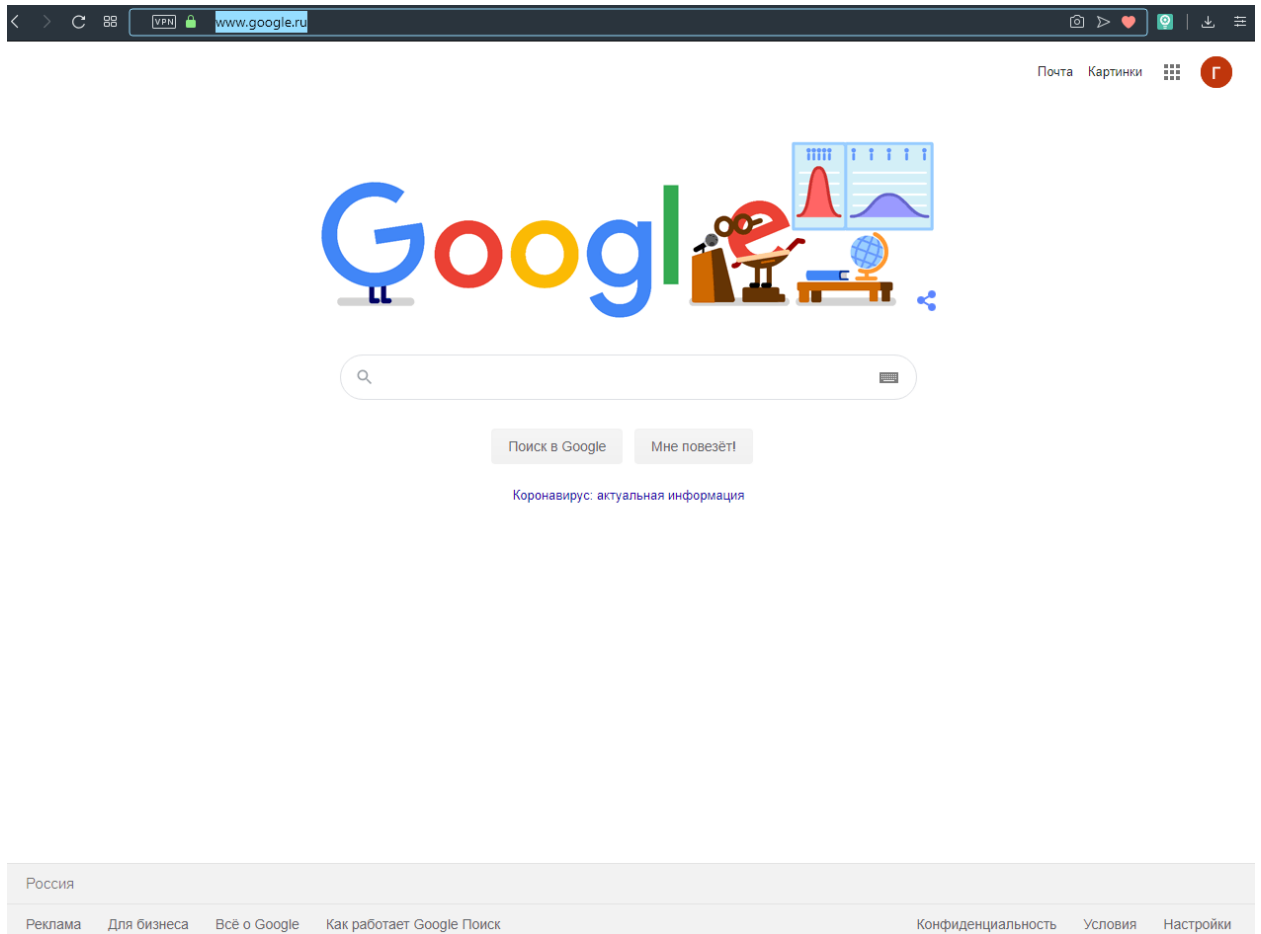 VPN www.google.ru
Почта Картинки Г
Google
Поиск в Google Мне повезёт!
Коронавирус: актуальная информация
Россия
Реклама Для бизнеса Всё о Google Как работает Google Поиск Конфиденциальность Условия Настройки